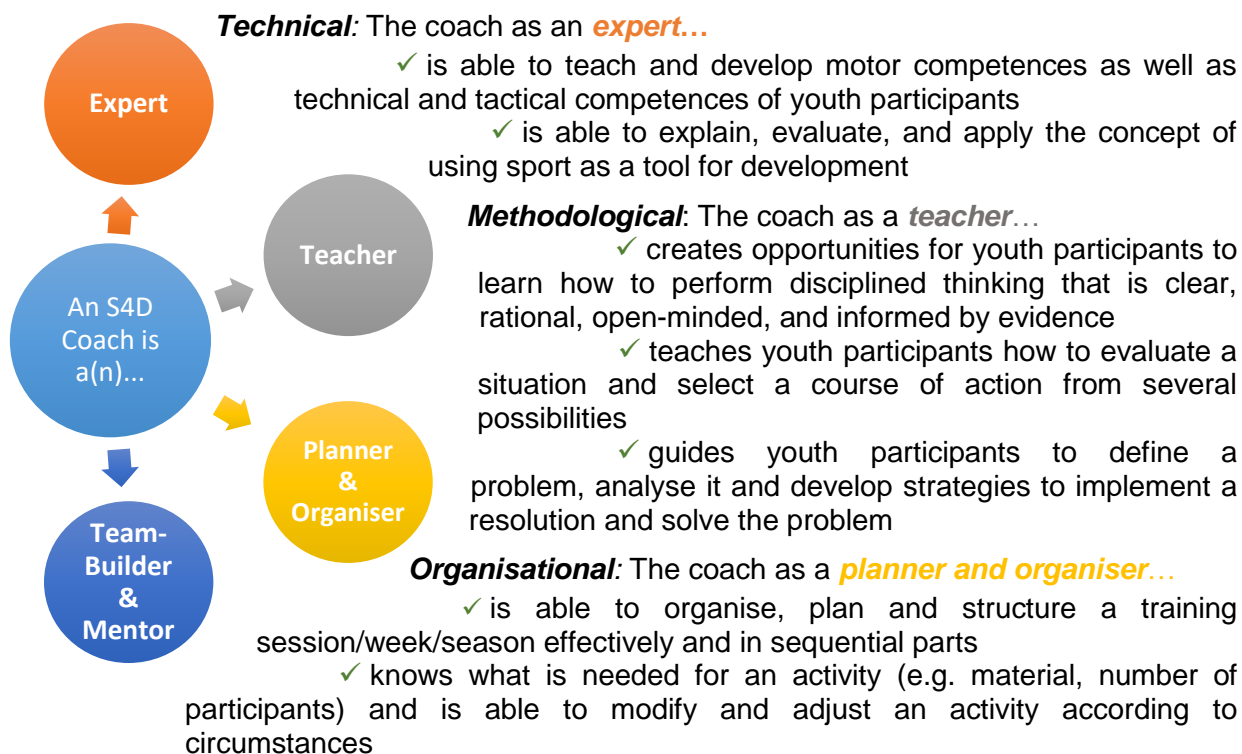 Technical: The coach as an expert…
✓ is able to teach and develop motor competences as well as
technical and tactical competences of youth participants
✓ is able to explain, evaluate, and apply the concept of
using sport as a tool for development
Expert
Methodological: The coach as a teacher…
✓ creates opportunities for youth participants to
learn how to perform disciplined thinking that is clear,
rational, open-minded, and informed by evidence
✓ teaches youth participants how to evaluate a
situation and select a course of action from several
possibilities
✓ guides youth participants to define a
problem, analyse it and develop strategies to implement a
resolution and solve the problem
Teacher
An S4D
Coach is
a(n)...
Planner
&
Organiser
Team-
Builder
&
Mentor
Organisational: The coach as a planner and organiser…
✓ is able to organise, plan and structure a training
session/week/season effectively and in sequential parts
✓ knows what is needed for an activity (e.g. material, number of
participants) and is able to modify and adjust an activity according to
circumstances